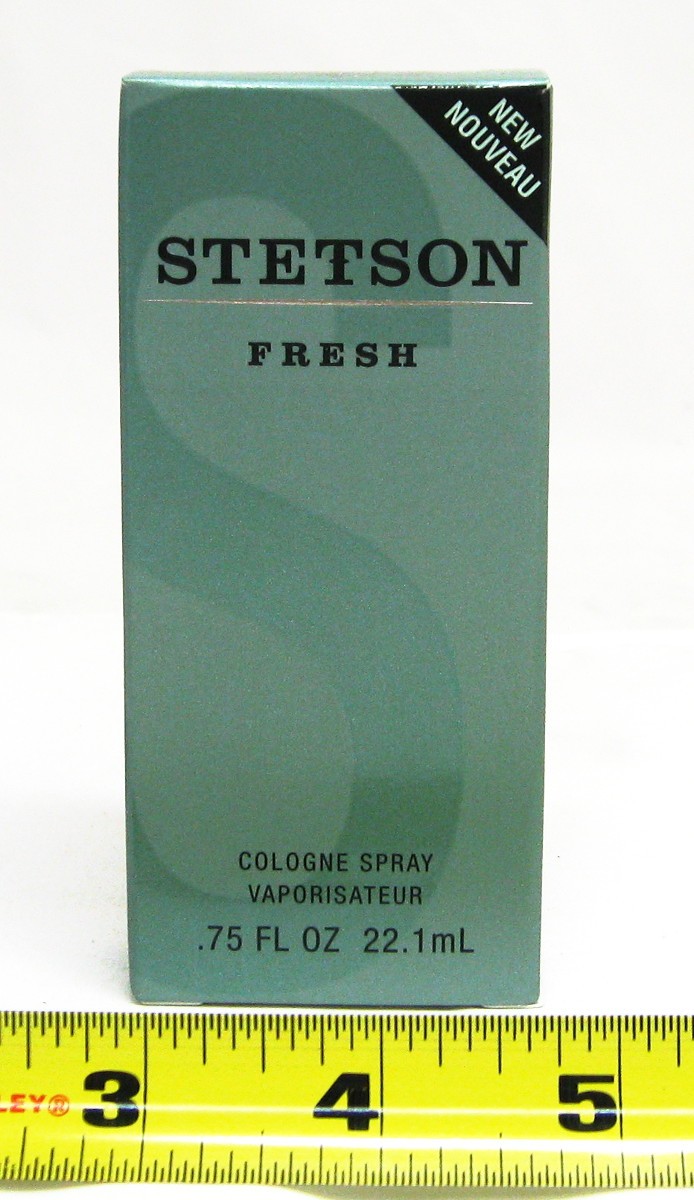 NEW
NOUVEAU
STETSON
FRESH
COLOGNE SPRAY
VAPORISATEUR
.75 FL OZ 22.1mL
LEY®
3 4 5